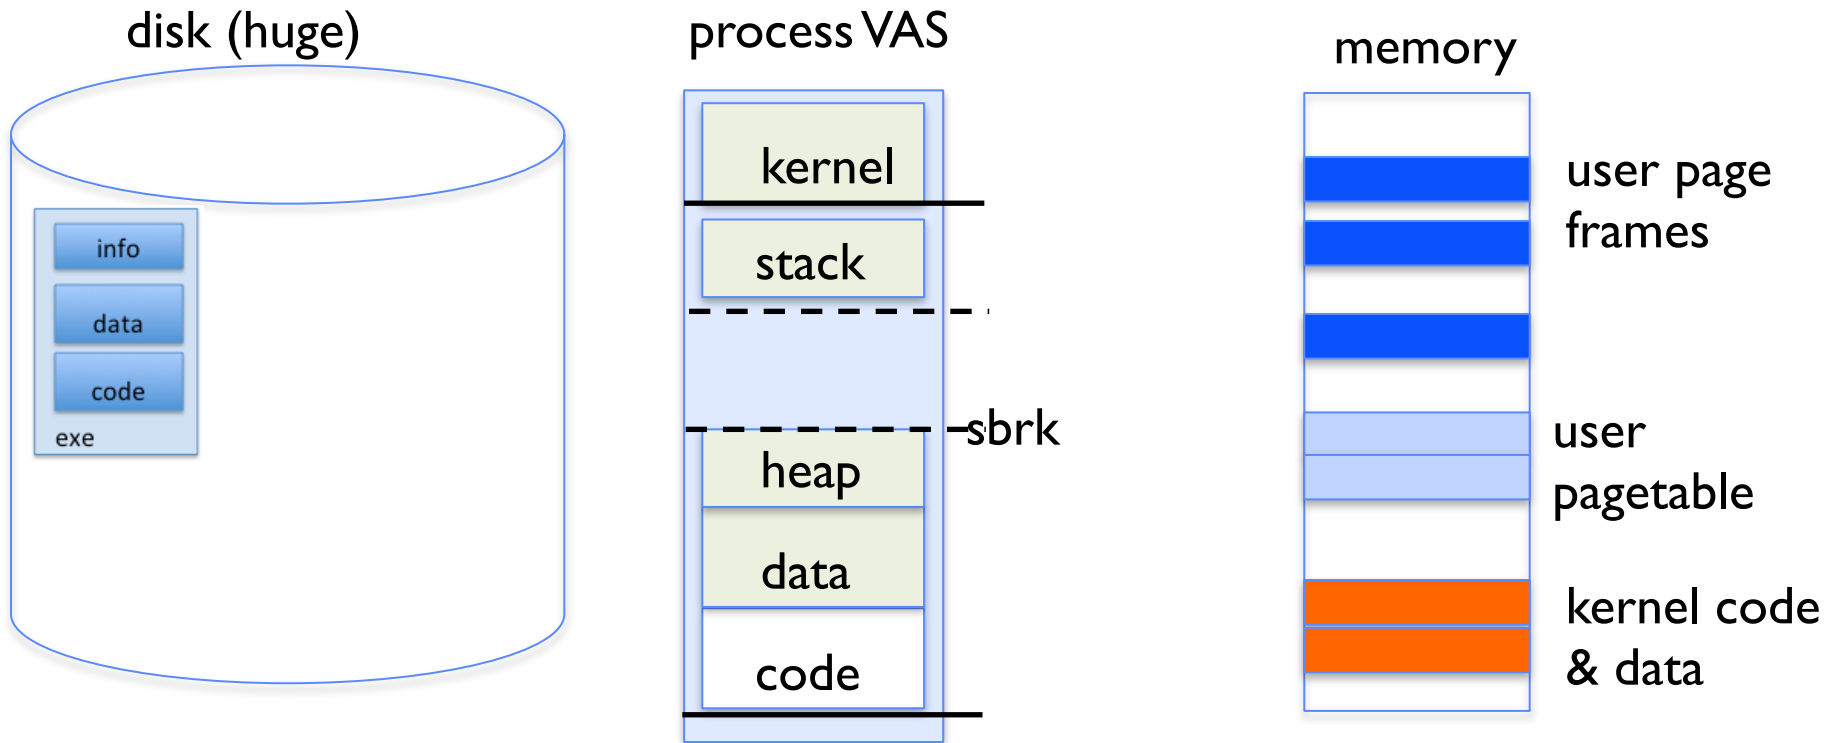 disk (huge)
info
data
code
exe
process VAS
kernel
stack
sbrk
heap
data
code
memory
user page
frames
user
pagetable
kernel code
& data